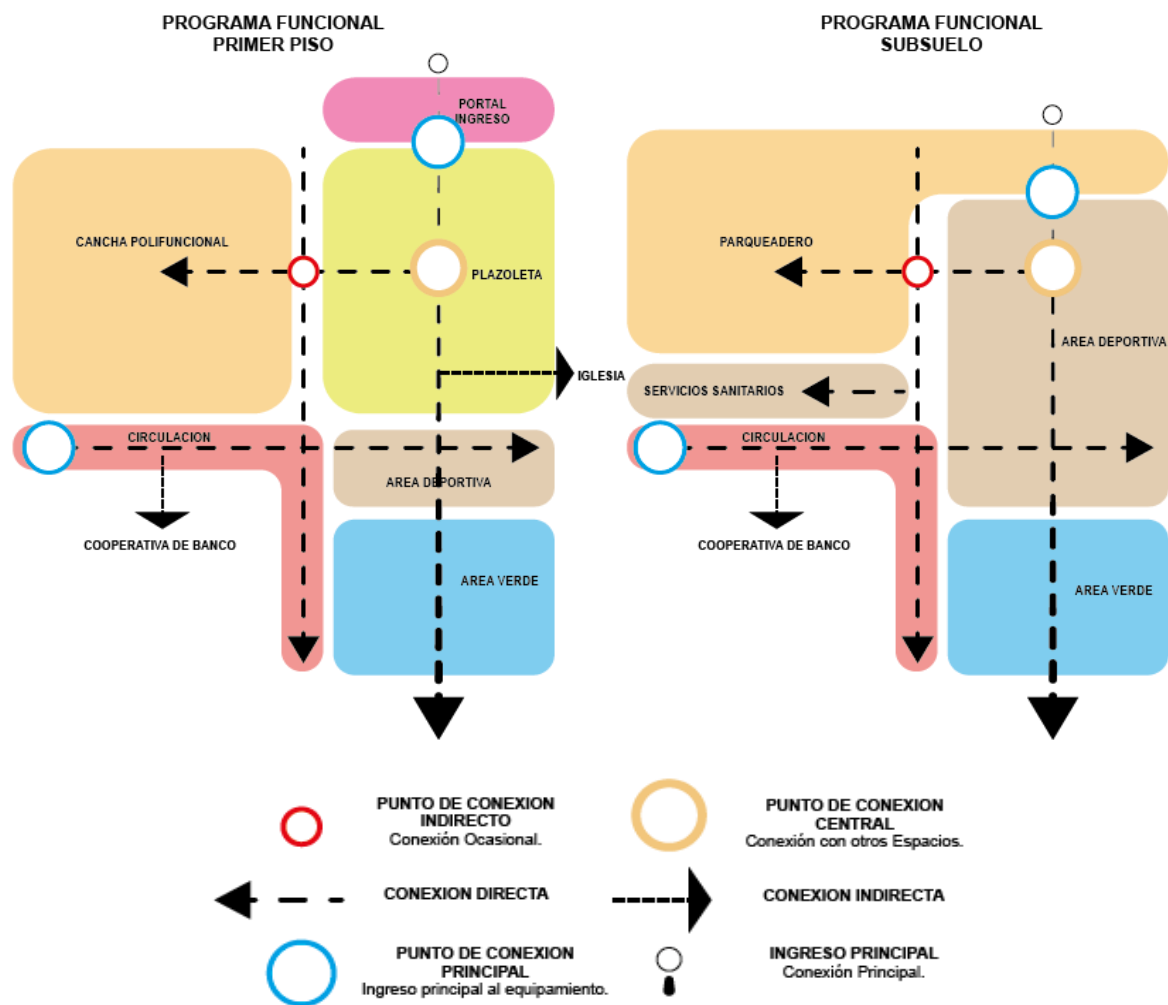 PROGRAMA FUNCIONAL
PRIMER PISO
PROGRAMA FUNCIONAL
SUBSUELO
PORTAL
INGRESO
CANCHA POLIFUNCIONAL
PLAZOLETA
IGLESIA
CIRCULACION
AREA DEPORTIVA
COOPERATIVA DE BANCO
AREA VERDE
PARQUEADERO
AREA DEPORTIVA
SERVICIOS SANITARIOS
CIRCULACION
COOPERATIVA DE BANCO
AREA VERDE
PUNTO DE CONEXION
INDIRECTO
Conexión Ocasional.
PUNTO DE CONEXION
CENTRAL
Conexión con otros Espacios.
CONEXION DIRECTA
CONEXION INDIRECTA
PUNTO DE CONEXION
PRINCIPAL
Ingreso principal al equipamiento.
INGRESO PRINCIPAL
Conexión Principal.